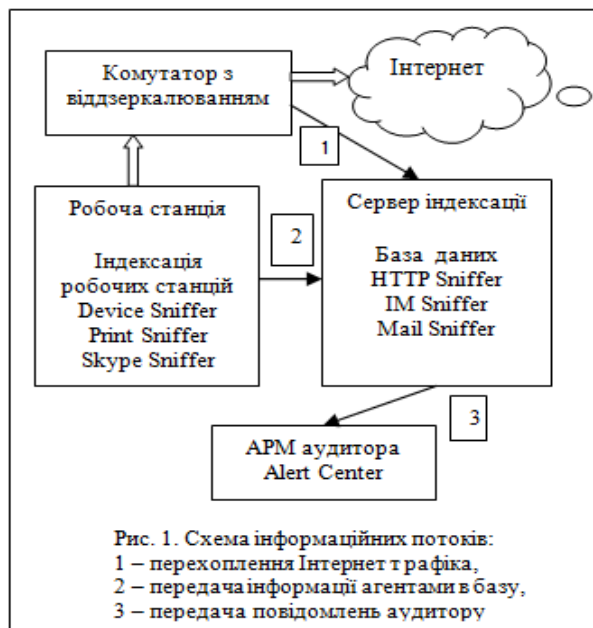 Комутатор з
віддзеркалюванням
Інтернет
1
Робоча станція
Індексація
робочих станцій
Device Sniffer
Print Sniffer
Skype Sniffer
2
Сервер індексації
База даних
HTTP Sniffer
IM Sniffer
Mail Sniffer
3
АРМ аудитора
Alert Center
Рис. 1. Схема інформаційних потоків:
1 – перехоплення Інтернет трафіка,
2 – передача інформації агентами в базу,
3 – передача повідомлень аудитору